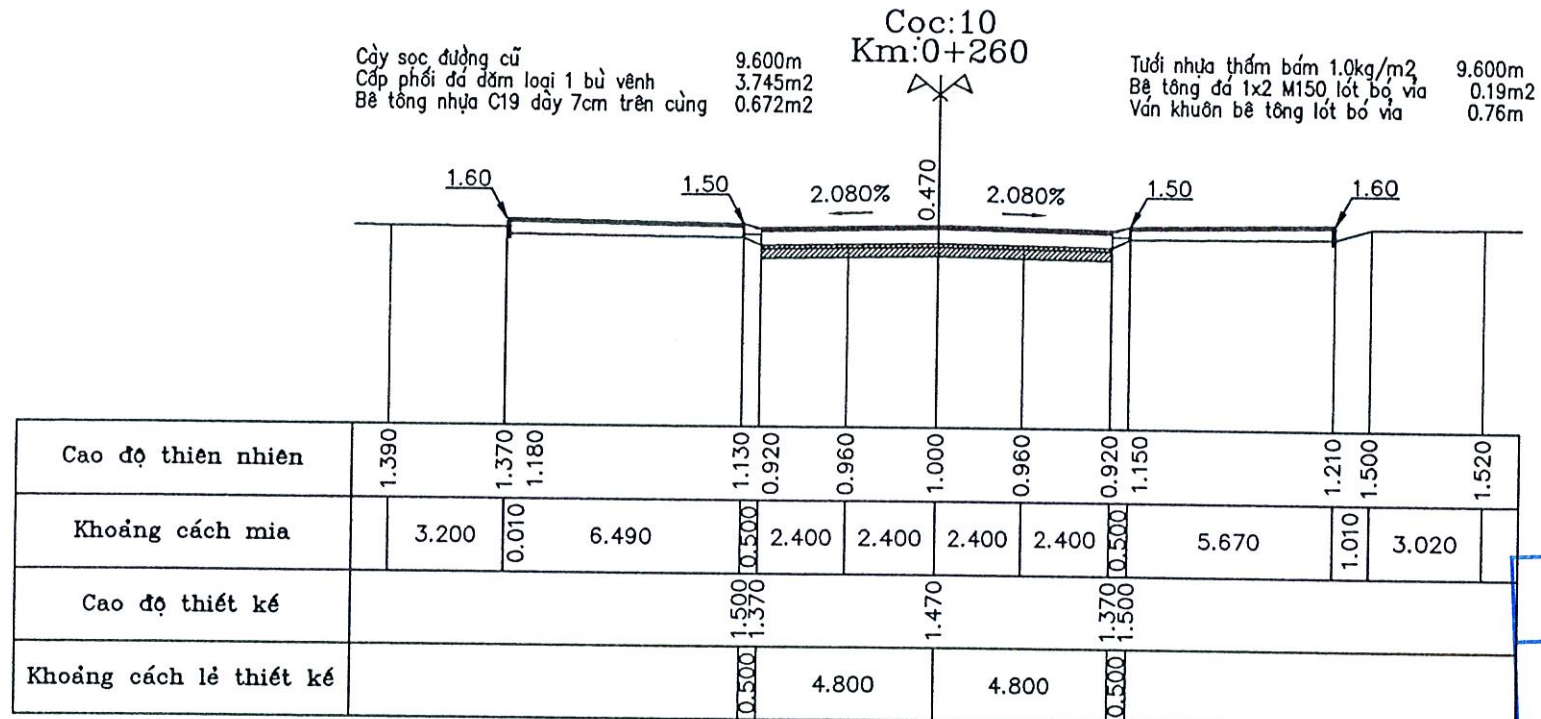 Cọc:10
Km:0+260
Cày sọc đường cũ 9.600m
Cấp phối đá dăm loại 1 bù vênh 3.745m2
Bê tông nhựa C19 dày 7cm trên cùng 0.672m2
Tưới nhựa thấm bám 1.0kg/m2 9.600m
Bê tông đá 1x2 M150 lót bó vỉa 0.19m2
Ván khuôn bê tông lót bó vỉa 0.76m
1.60 1.50 2.080% 0.470 2.080% 1.50 1.60
Cao độ thiên nhiên 1.390 1.370 1.180 1.130 0.920 0.960 1.000 0.960 0.920 1.150 1.210 1.500 1.520
Khoảng cách mia 3.200 0.010 6.490 0.500 2.400 2.400 2.400 2.400 0.500 5.670 1.010 3.020
Cao độ thiết kế 1.500 1.370 1.470 1.370 1.500
Khoảng cách lẻ thiết kế 0.500 4.800 4.800 0.500